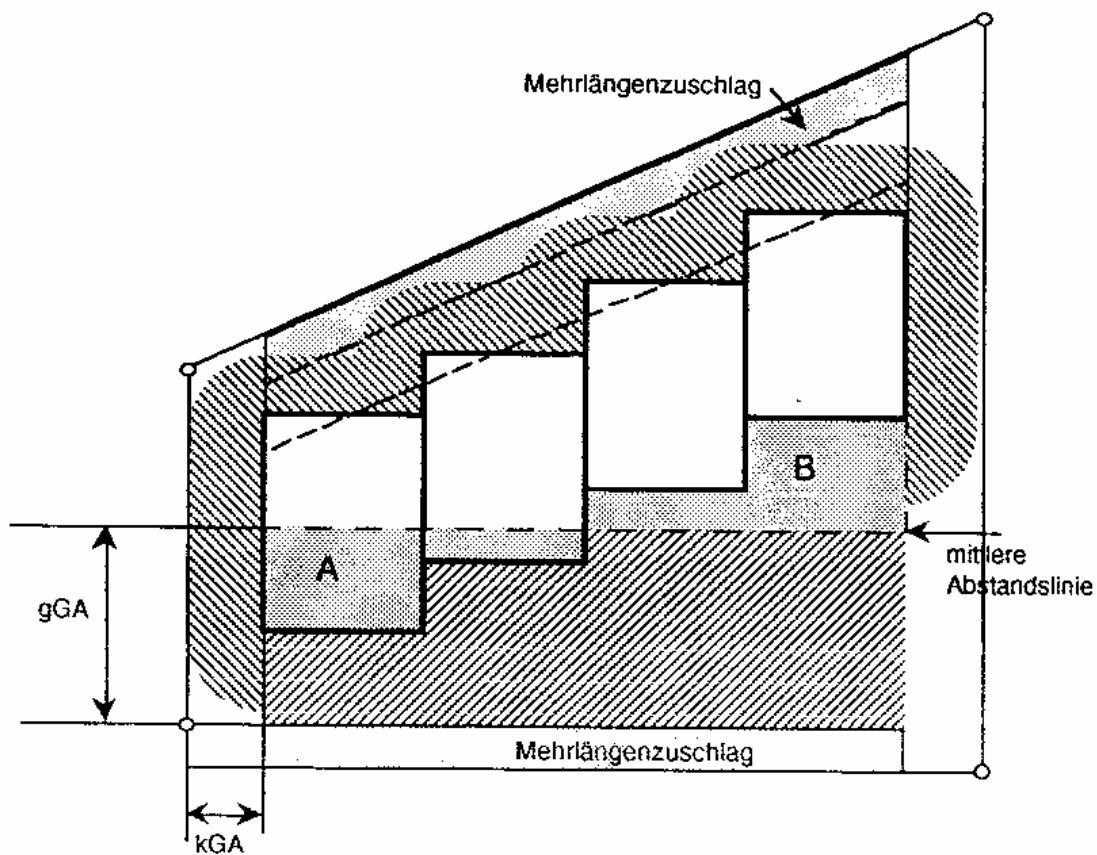 Mehrlängenzuschlag
B
A
mittlere
Abstandslinie
gGA
Mehrlängenzuschlag
kGA